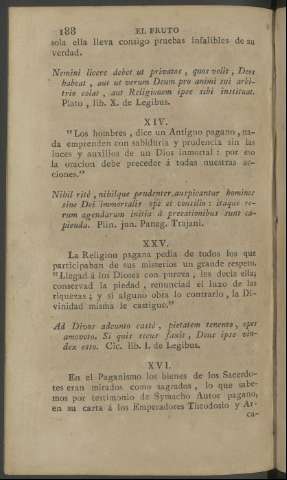 188 EL FRUTO
sola ella lleva consigo pruebas infalibles de su
verdad.
Nemini licere debet ut privatos, quos velit, Deos
habeat, aut ut verum Deum pro animi sui arbi-
trio colat, aut Religionem ipse sibi instituat.
Plato, lib. X. de Legibus.
XIV.
"Los hombres, dice un Antiguo pagano, na-
da emprenden con sabiduria y prudencia sin las
luces y auxîlios de un Dios inmortal: por eso
la oracion debe preceder á todas nuestras ac-
ciones."
Nihil ritè, nihilque prudenter, auspicantur homines
sine Dei immortalis ope et consilio: itaque re-
rum agendarum initia à precationibus sunt ca-
pienda. Plin. jun. Paneg. Trajani.
XXV.
La Religion pagana pedia de todos los que
participaban de sus misterios un grande respeto.
"Llegad á los Dioses con pureza, les decia ella;
conservad la piedad, renunciad el luxo de las
riquezas; y si alguno obra lo contrario, la Di-
vinidad misma le castigue."
Ad Divos adeunto castè, pietatem tenento, opes
amovento. Si quis secus faxit, Deus ipse vin-
dex esto. Cic. lib. I. de Legibus.
XVI.
En el Paganismo los bienes de los Sacerdo-
tes eran mirados como sagrados, lo que sabe-
mos por testimonio de Symacho Autor pagano,
en su carta á los Emperadores Theodosio y Ar-
ca-